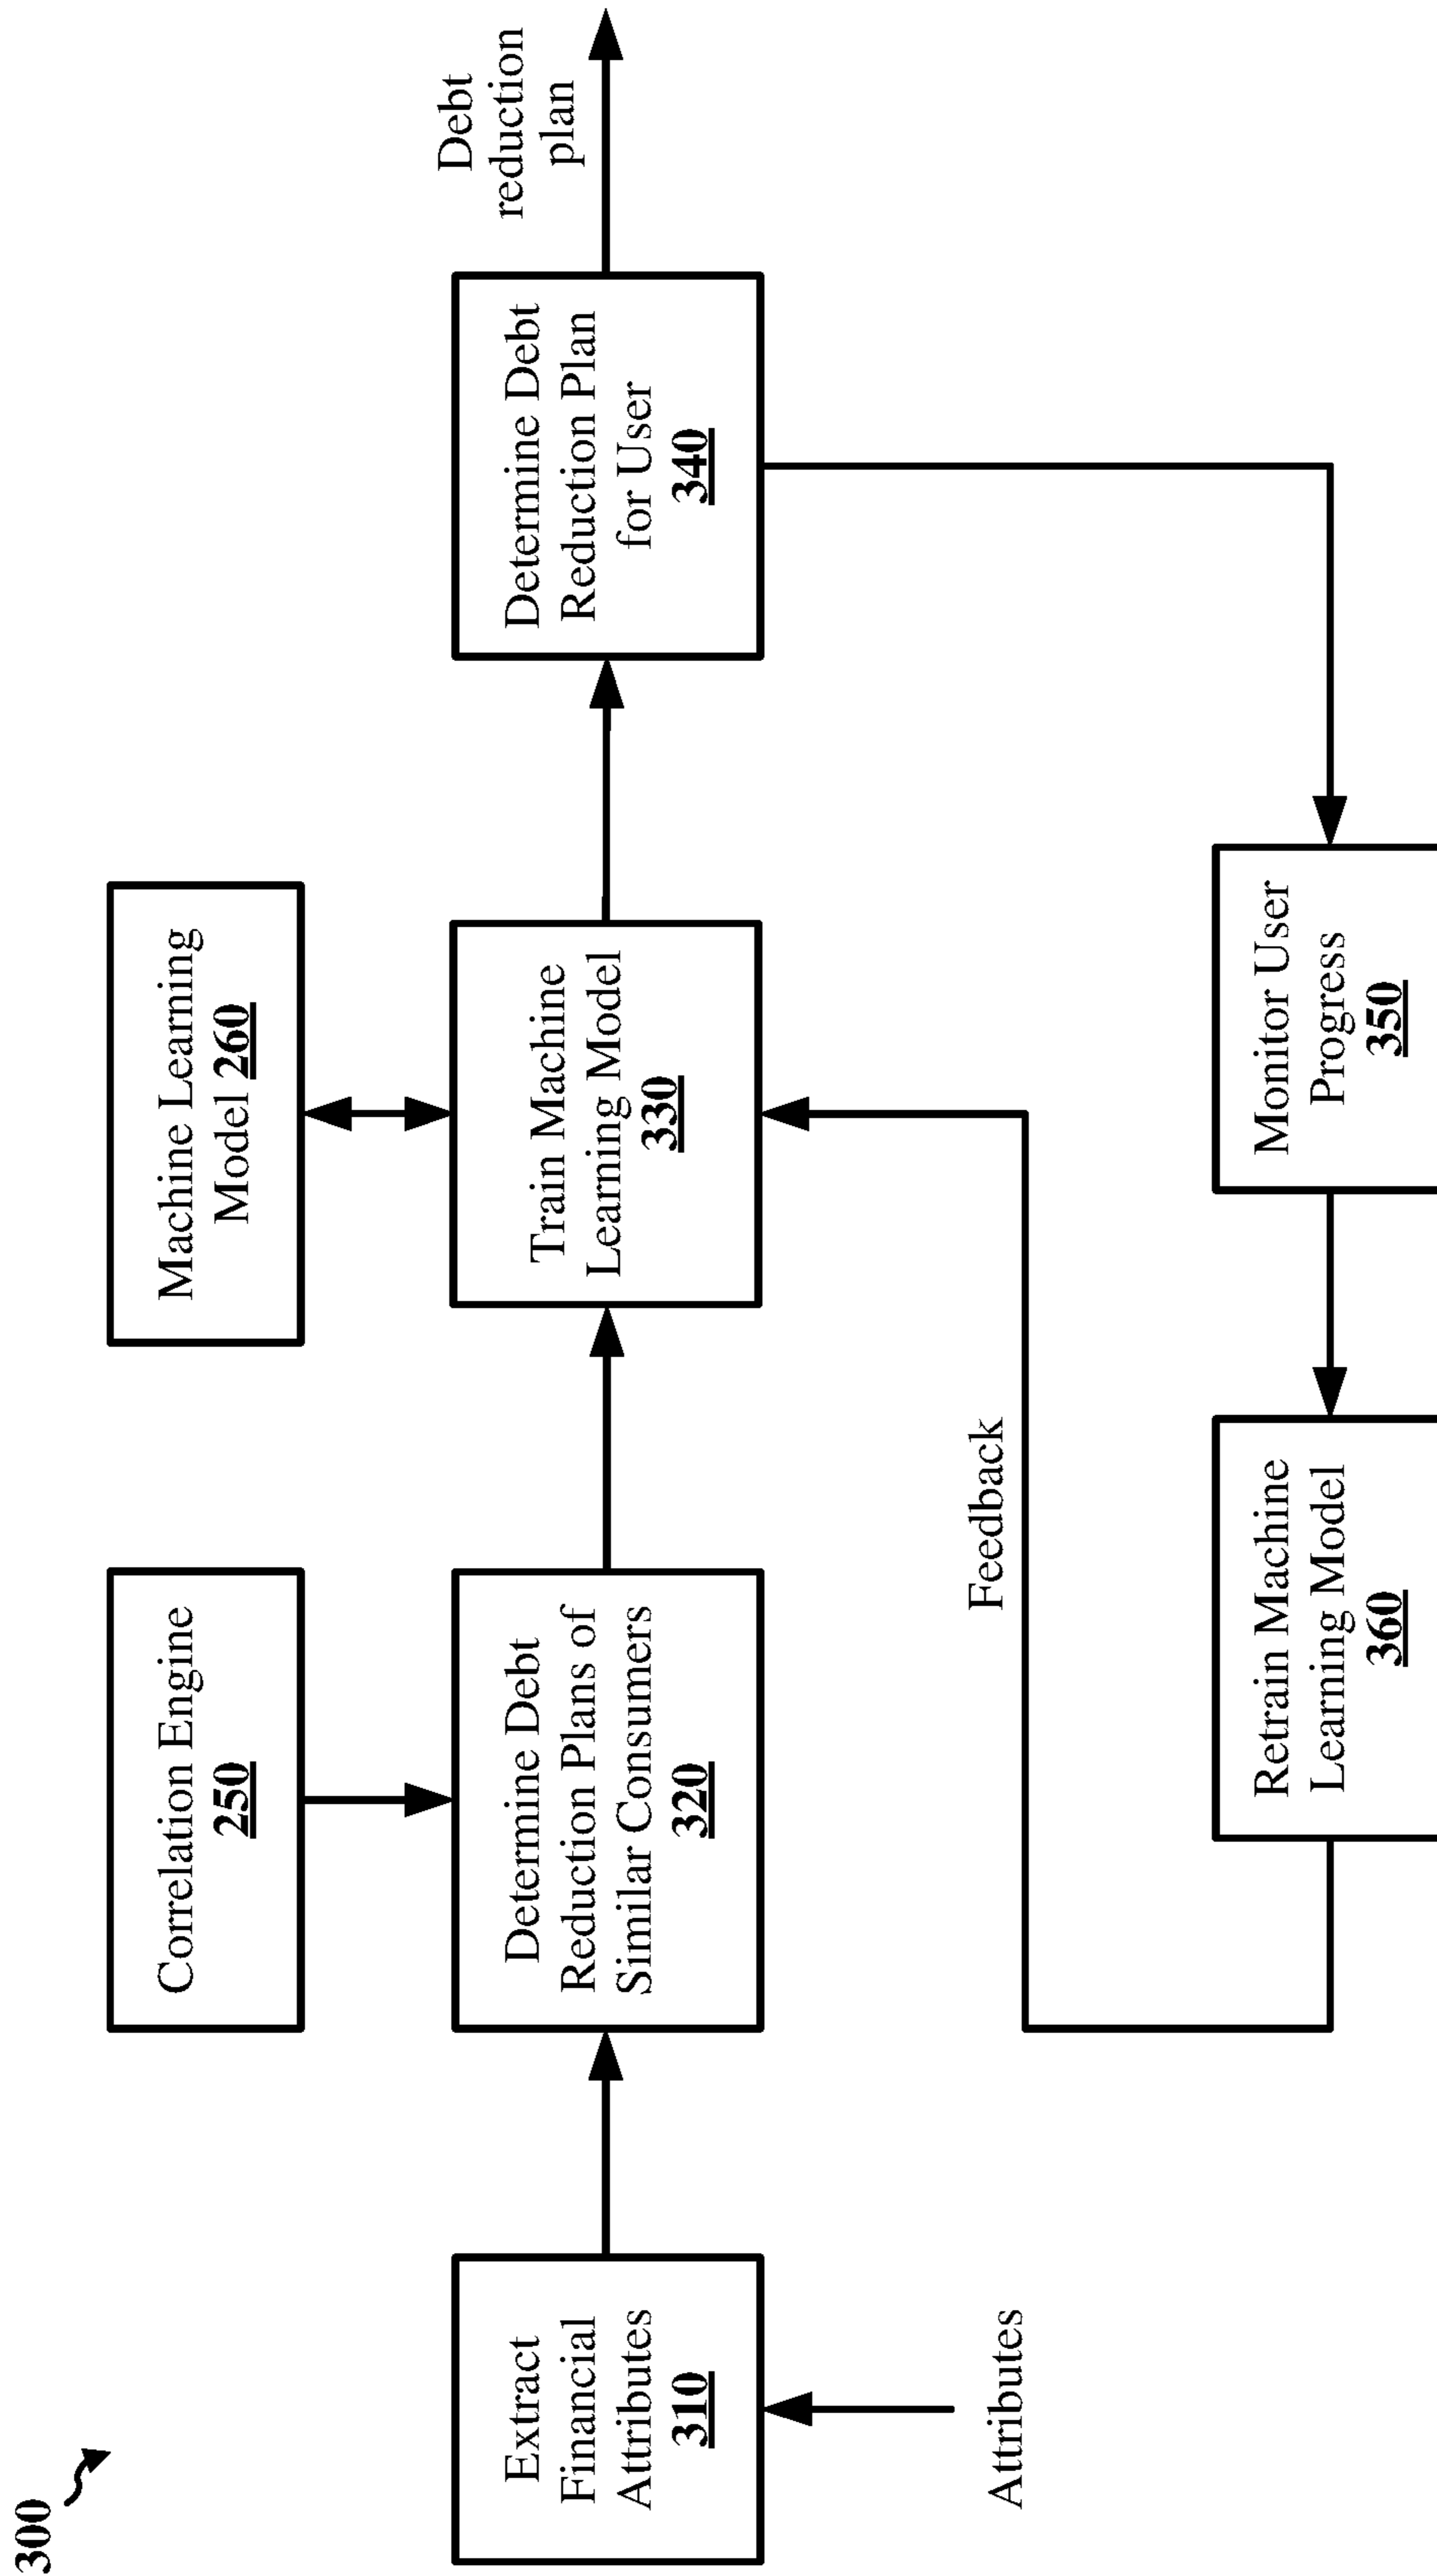 300
Correlation Engine
250
Machine Learning
Model 260
Extract
Financial
Attributes
310
Determine Debt
Reduction Plans of
Similar Consumers
320
Train Machine
Learning Model
330
Determine Debt
Reduction Plan
for User
340
Debt
reduction
plan
Attributes
Feedback
Retrain Machine
Learning Model
360
Monitor User
Progress
350